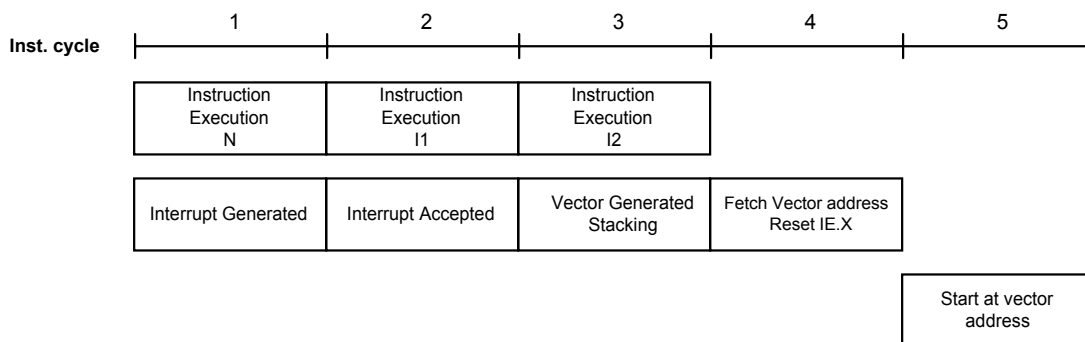 1 2 3 4 5
Inst. cycle
Instruction
Execution
N
Instruction
Execution
I1
Instruction
Execution
I2
Interrupt Generated
Interrupt Accepted
Vector Generated
Stacking
Fetch Vector address
Reset IE.X
Start at vector
address